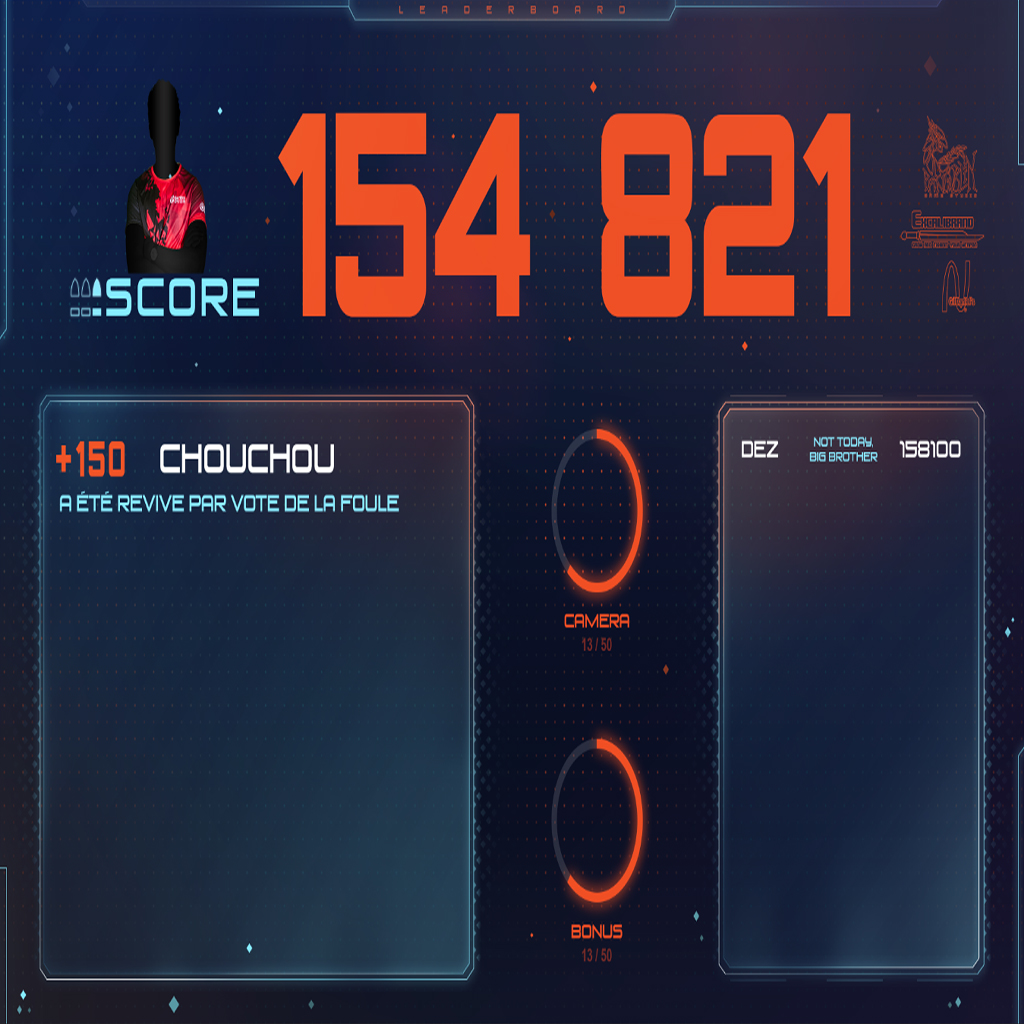 LEADERBOARD
SCORE
154 821
EXCALIBRAND
+150 CHOUCHOU
A ÉTÉ REVIVE PAR VOTE DE LA FOULE
CAMERA
13 / 50
BONUS
13 / 50
DEZ
NOT TODAY,
BIG BROTHER
158100